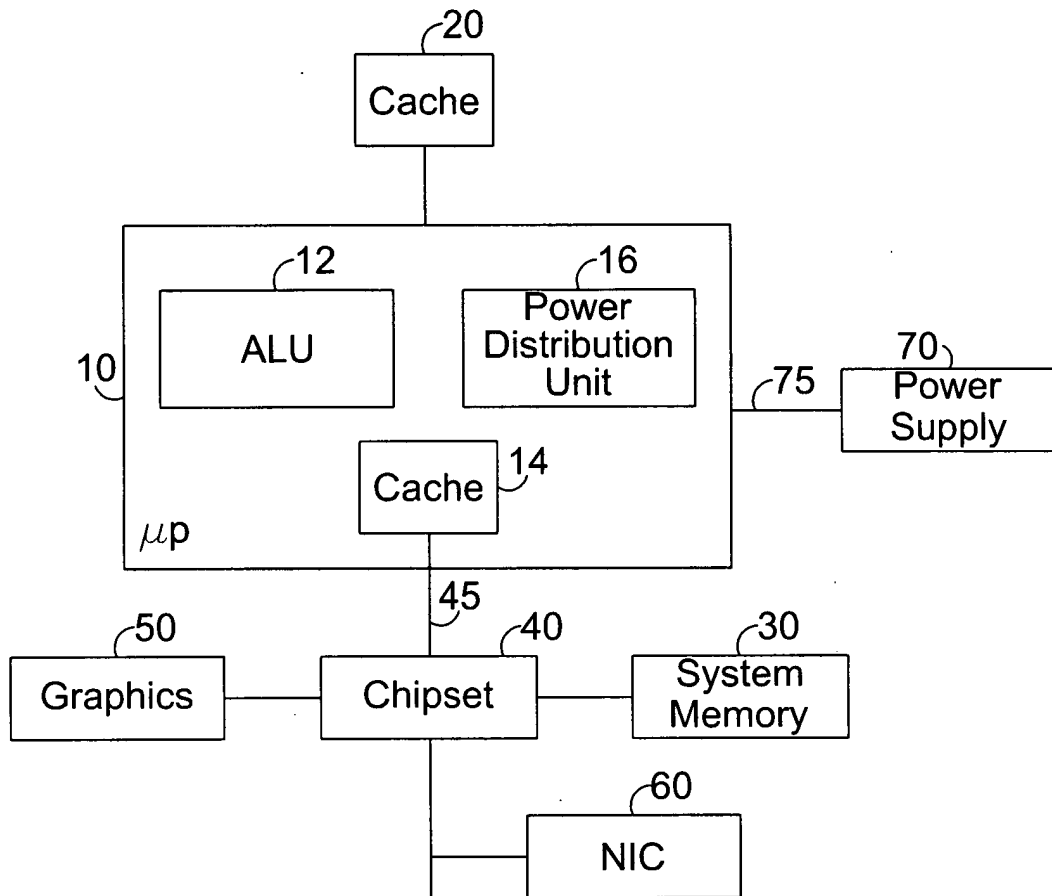 20
Cache
12
ALU
16
Power
Distribution
Unit
10
14
Cache
μp
75
70
Power
Supply
45
50
Graphics
40
Chipset
30
System
Memory
60
NIC